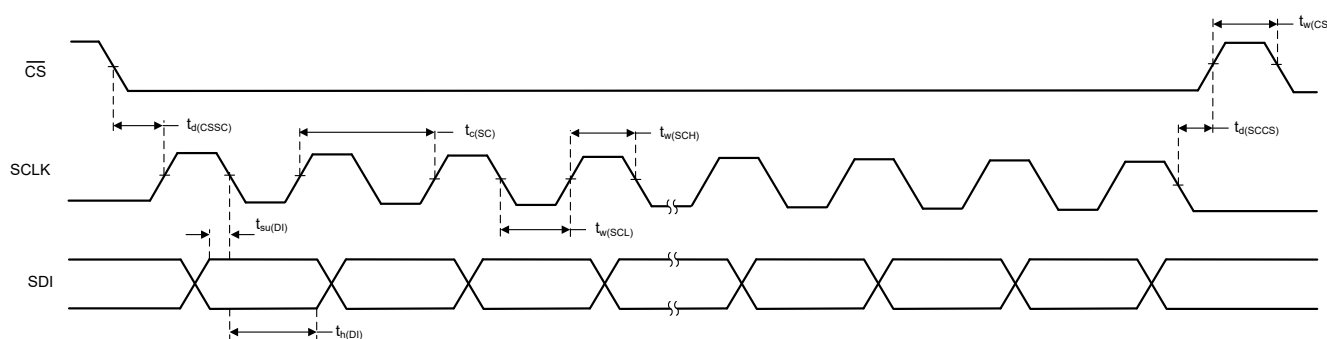 t_w(CS
CS
t_d(CSSC)
t_c(SC)
t_w(SCH)
t_d(SCCS)
SCLK
t_su(DI)
t_w(SCL)
SDI
t_h(DI)